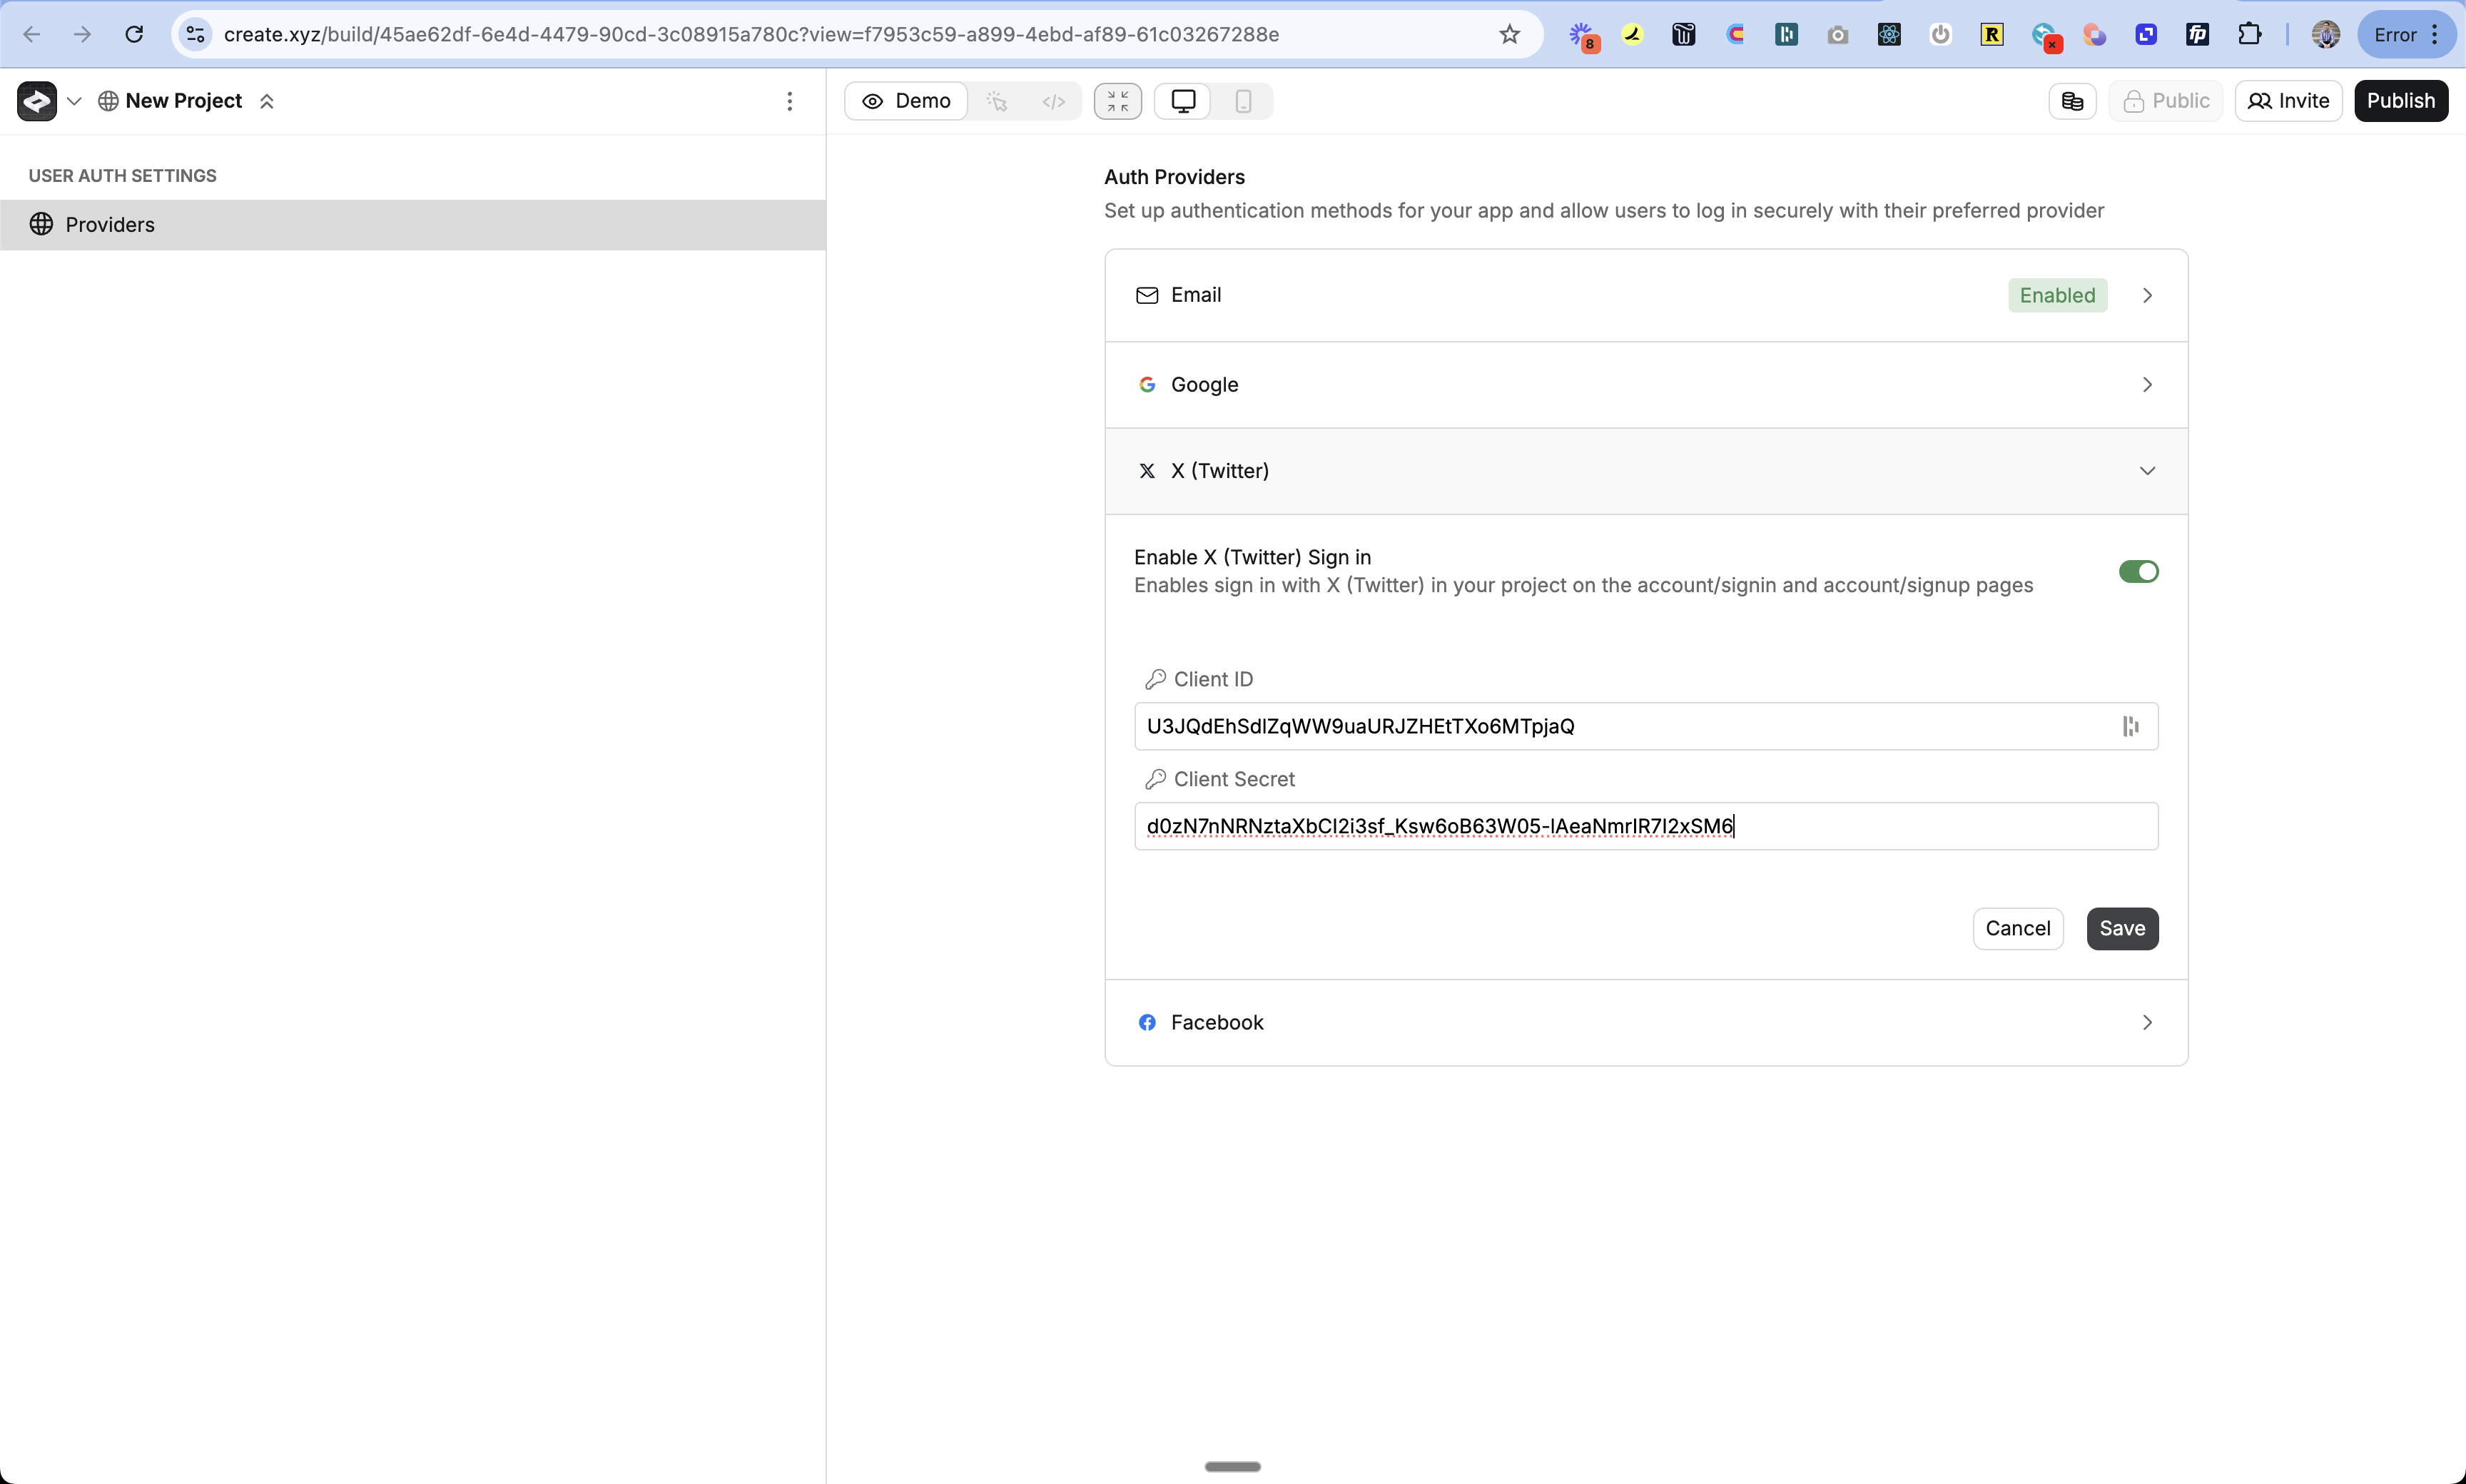 create.xyz/build/45ae62df-6e4d-4479-90cd-3c08915a780c?view=f7953c59-a899-4ebd-af89-61c03267288e
8
Error
New Project
Demo
Public
Invite
Publish
USER AUTH SETTINGS
Providers
Auth Providers
Set up authentication methods for your app and allow users to log in securely with their preferred provider
Email
Enabled
Google
X (Twitter)
Enable X (Twitter) Sign in
Enables sign in with X (Twitter) in your project on the account/signin and account/signup pages
Client ID
U3JQdEhSdlZqWW9uaURJZHEtTXo6MTpjaQ
Client Secret
d0zN7nNRNztaXbCI2i3sf_Ksw6oB63W05-lAeaNmrIR7I2xSM6
Cancel
Save
Facebook